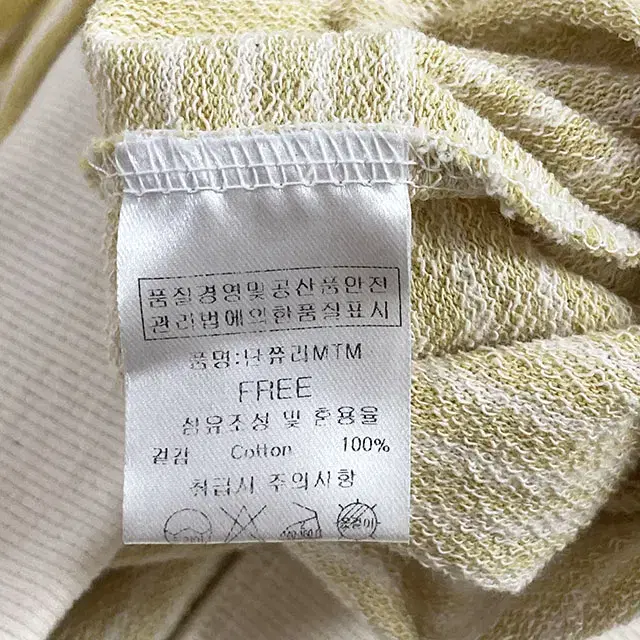 품질경영및공산품안전
관리법에의한품질표시
품명:난쮸리MTM
FREE
섬유조성 및 혼용율
겉감 Cotton 100%
취급시 주의사항